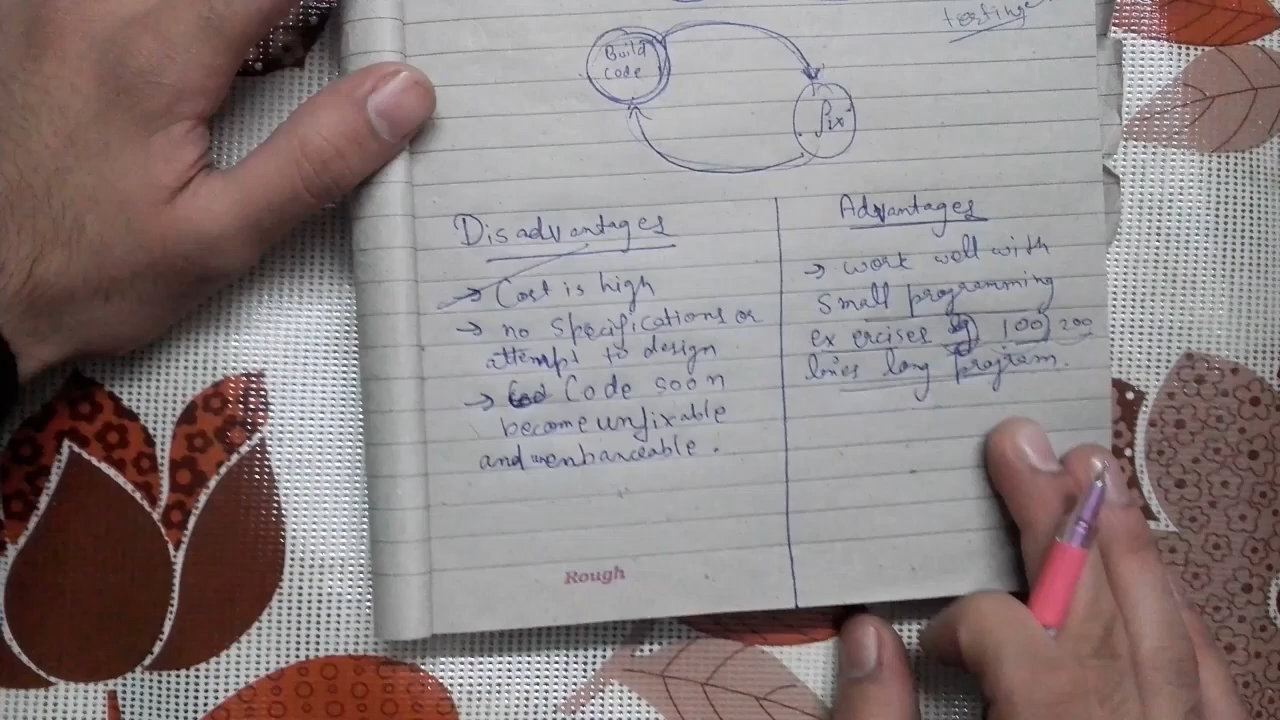 testing
Build
Code
fix
Disadvantages
→ Cost is high
→ no specifications or
attempt to design
→ Code soon
become unfixable
and unenhanceable.
Advantages
→ work well with
small programming
exercises 100) 200
lines long program.
Rough